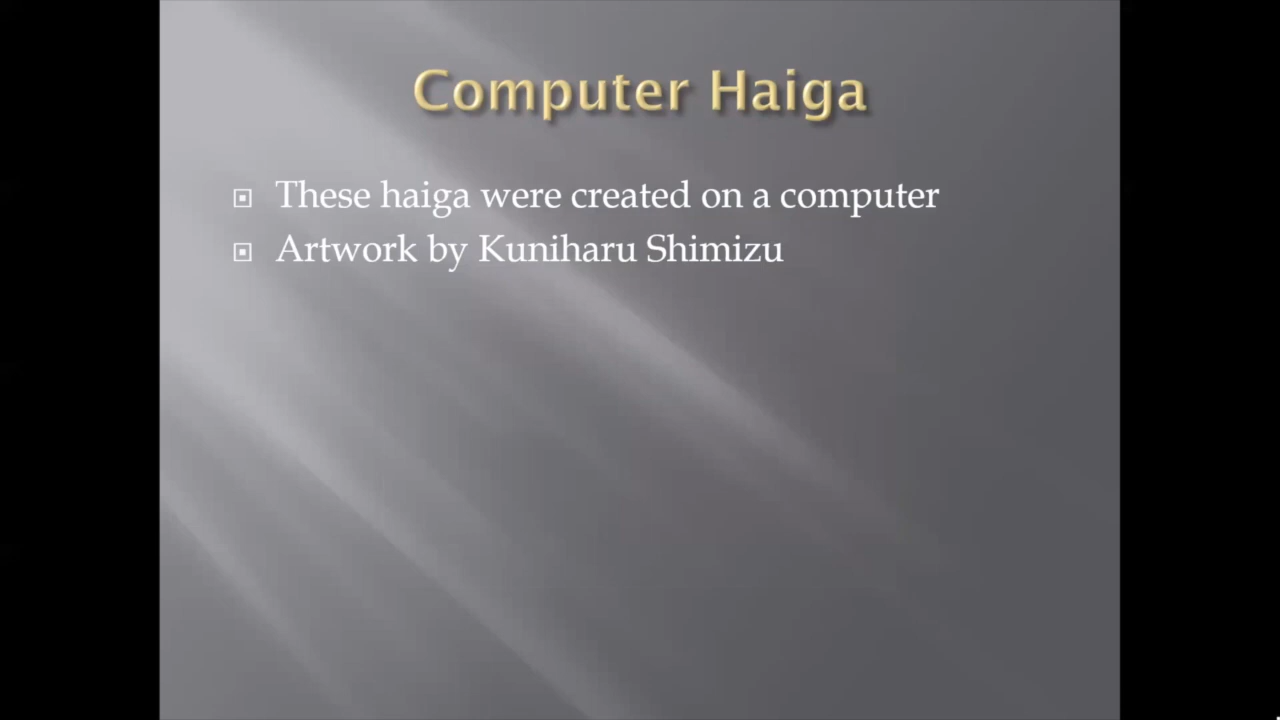 Computer Haiga
These haiga were created on a computer
Artwork by Kuniharu Shimizu